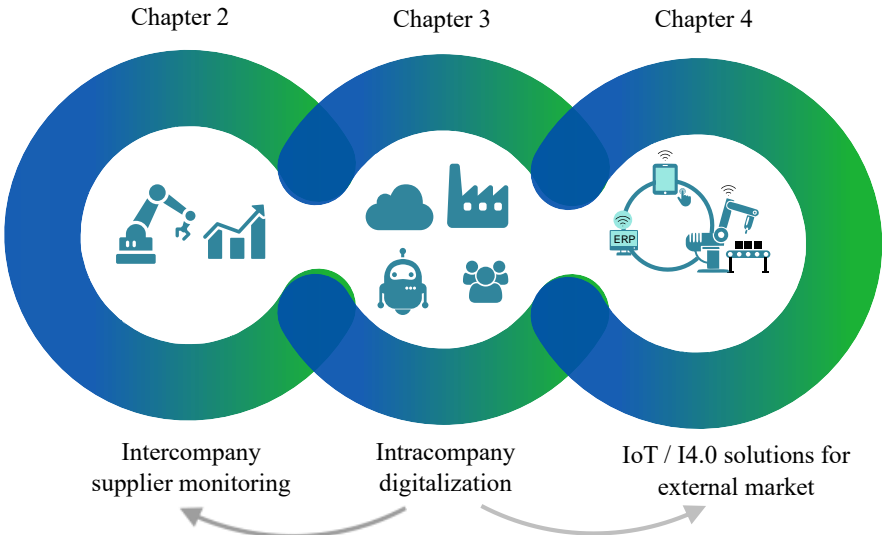 Chapter 2
Chapter 3
Chapter 4
ERP
Intercompany
supplier monitoring
Intracompany
digitalization
IoT / I4.0 solutions for
external market